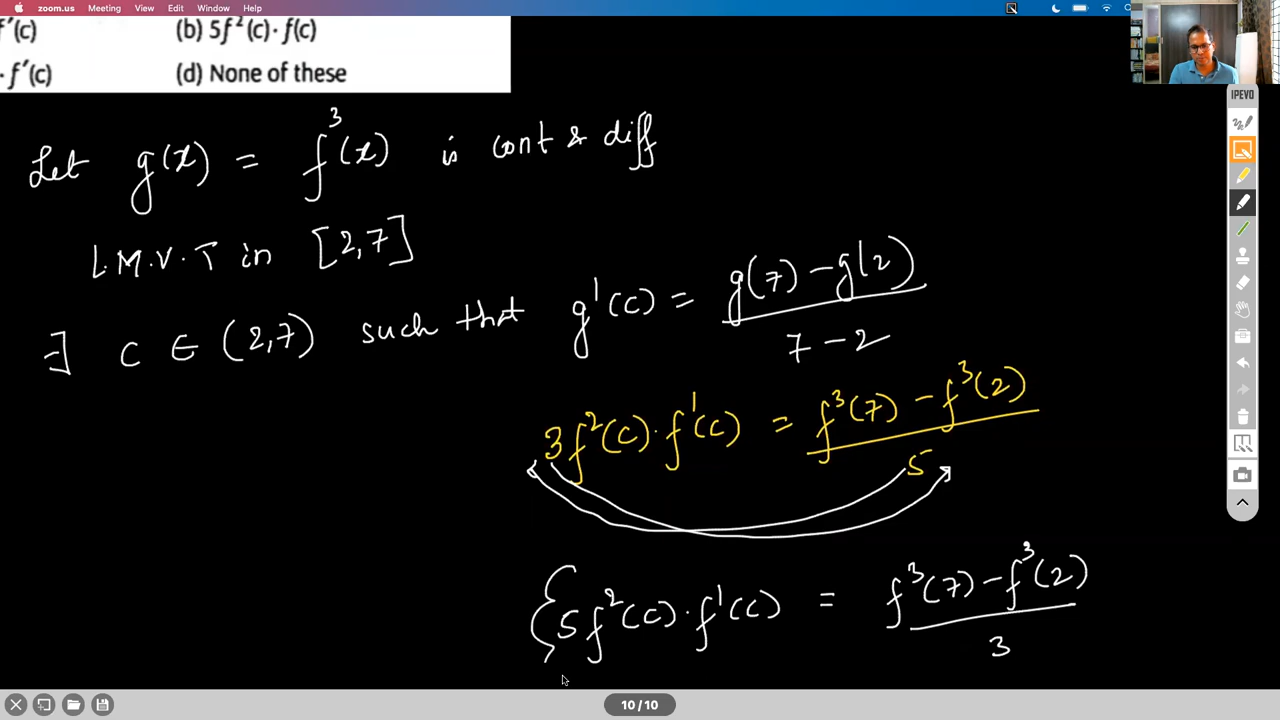 zoom.us Meeting View Edit Window Help
f′(c) (b) 5f²(c)· f(c)
· f′(c) (d) None of these
IPEVO
Let g(x) = f³(x) is cont & diff
L.M.V.T in [2,7]
∃ c ∈ (2,7) such that g'(c) = g(7) − g(2) / 7 − 2
3f²(c)·f'(c) = f³(7) − f³(2) / 5
{5f²(c)·f'(c) = f³(7) − f³(2) / 3
10 / 10